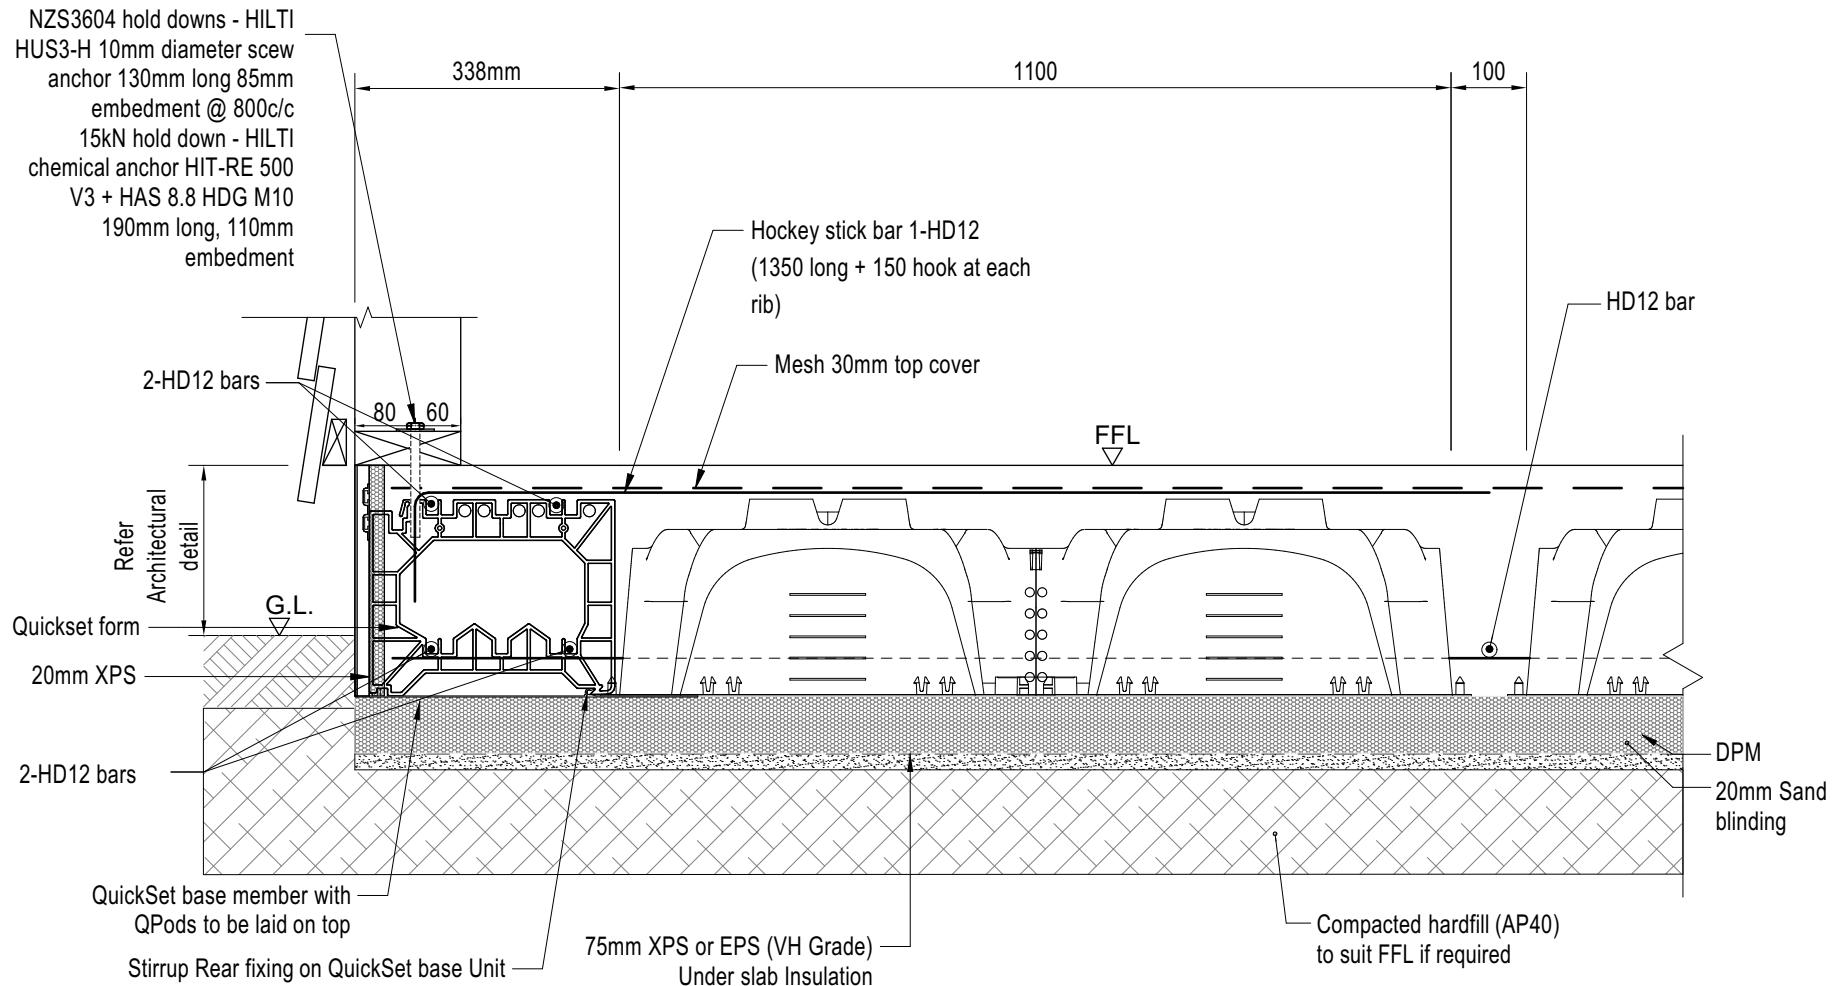 NZS3604 hold downs - HILTI
HUS3-H 10mm diameter scew
anchor 130mm long 85mm
embedment @ 800c/c
15kN hold down - HILTI
chemical anchor HIT-RE 500
V3 + HAS 8.8 HDG M10
190mm long, 110mm
embedment
338mm
1100
100
Hockey stick bar 1-HD12
(1350 long + 150 hook at each
rib)
HD12 bar
Mesh 30mm top cover
2-HD12 bars
80
60
FFL
Refer
Architectural
detail
G.L.
Quickset form
20mm XPS
2-HD12 bars
DPM
20mm Sand
blinding
QuickSet base member with
QPods to be laid on top
Stirrup Rear fixing on QuickSet base Unit
75mm XPS or EPS (VH Grade)
Under slab Insulation
Compacted hardfill (AP40)
to suit FFL if required